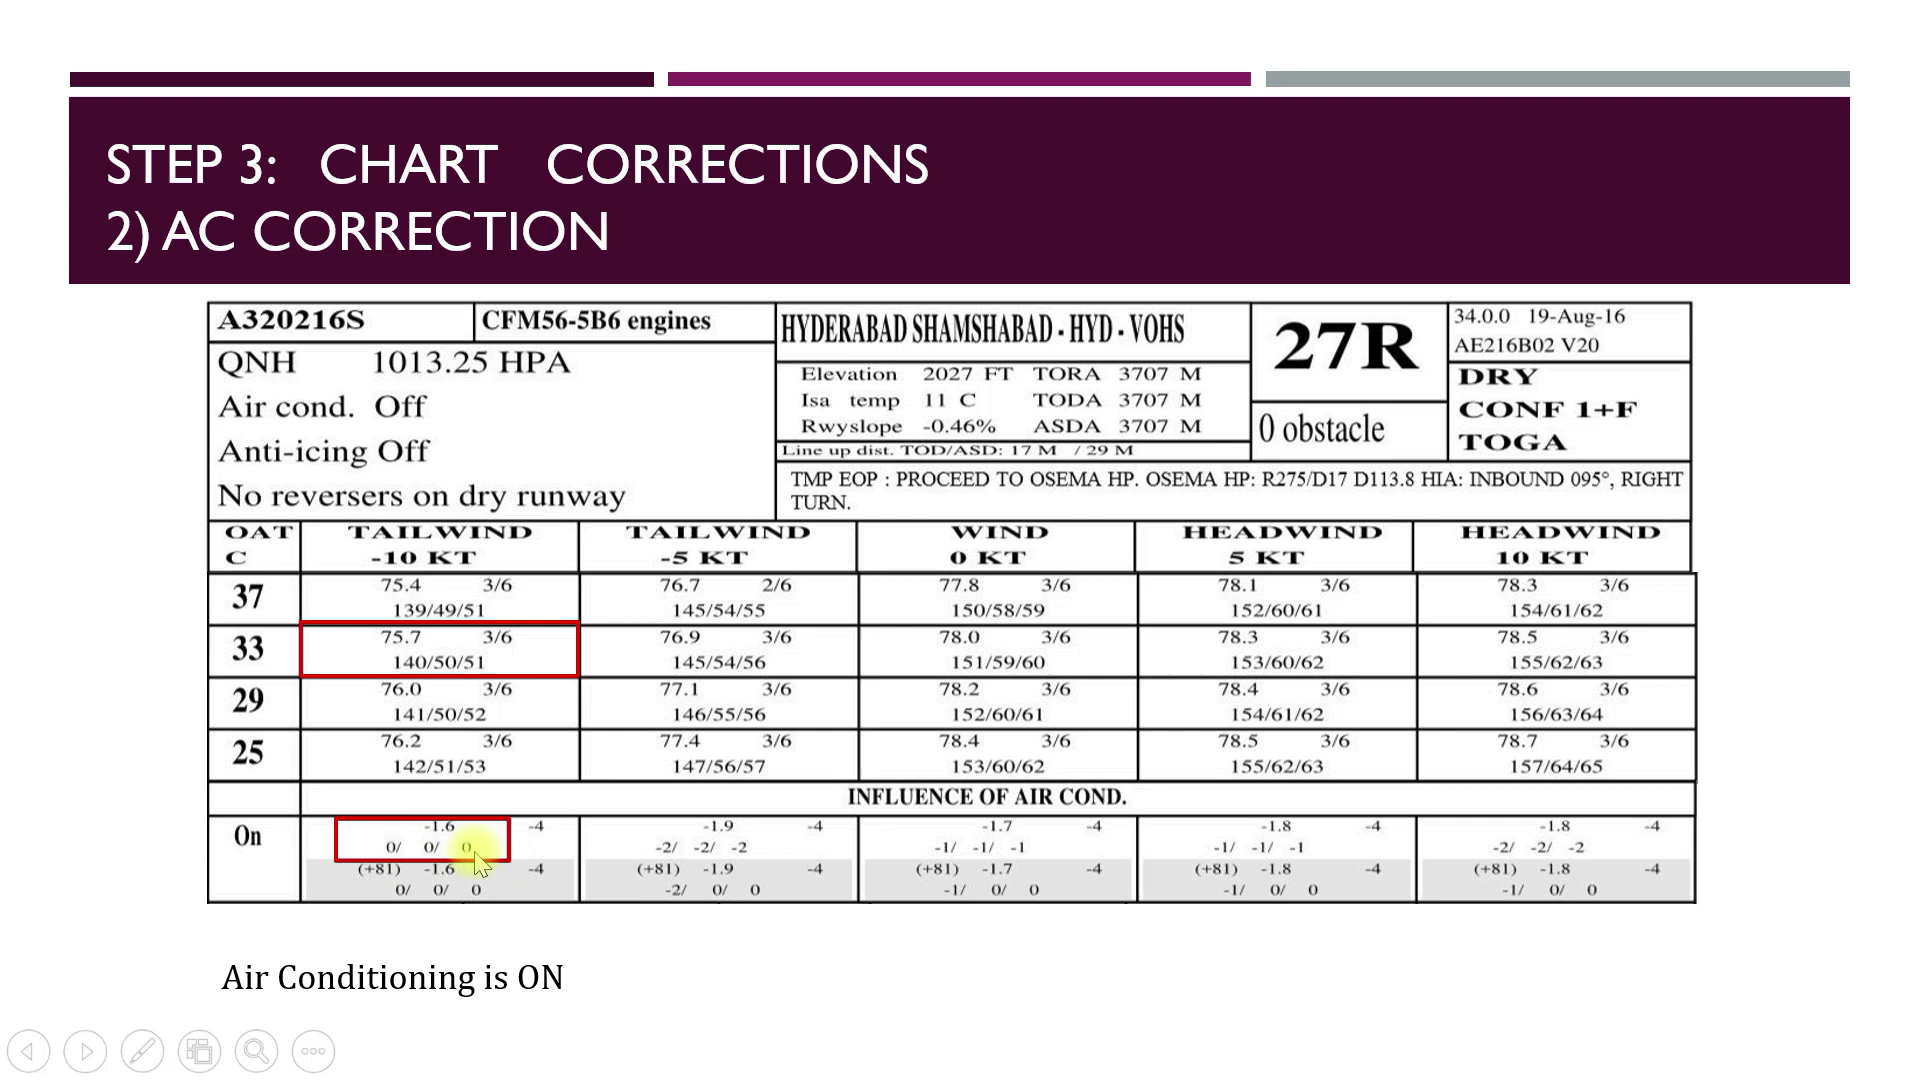 STEP 3: CHART CORRECTIONS
2) AC CORRECTION
A320216S CFM56-5B6 engines HYDERABAD SHAMSHABAD - HYD - VOHS 27R 34.0.0 19-Aug-16
AE216B02 V20
QNH 1013.25 HPA
Air cond. Off
Anti-icing Off
No reversers on dry runway
Elevation 2027 FT TORA 3707 M
Isa temp 11 C TODA 3707 M
Rwyslope -0.46% ASDA 3707 M
Line up dist. TOD/ASD: 17 M / 29 M
0 obstacle
DRY
CONF 1+F
TOGA
TMP EOP : PROCEED TO OSEMA HP. OSEMA HP: R275/D17 D113.8 HIA: INBOUND 095°, RIGHT
TURN.
OAT TAILWIND TAILWIND WIND HEADWIND HEADWIND
C -10 KT -5 KT 0 KT 5 KT 10 KT
37 75.4 3/6 76.7 2/6 77.8 3/6 78.1 3/6 78.3 3/6
139/49/51 145/54/55 150/58/59 152/60/61 154/61/62
33 75.7 3/6 76.9 3/6 78.0 3/6 78.3 3/6 78.5 3/6
140/50/51 145/54/56 151/59/60 153/60/62 155/62/63
29 76.0 3/6 77.1 3/6 78.2 3/6 78.4 3/6 78.6 3/6
141/50/52 146/55/56 152/60/61 154/61/62 156/63/64
25 76.2 3/6 77.4 3/6 78.4 3/6 78.5 3/6 78.7 3/6
142/51/53 147/56/57 153/60/62 155/62/63 157/64/65
INFLUENCE OF AIR COND.
On -1.6 -4 -1.9 -4 -1.7 -4 -1.8 -4 -1.8 -4
0/ 0/ 0 -2/ -2/ -2 -1/ -1/ -1 -1/ -1/ -1 -2/ -2/ -2
(+81) -1.6 -4 (+81) -1.9 -4 (+81) -1.7 -4 (+81) -1.8 -4 (+81) -1.8 -4
0/ 0/ 0 -2/ 0/ 0 -1/ 0/ 0 -1/ 0/ 0 -1/ 0/ 0
Air Conditioning is ON